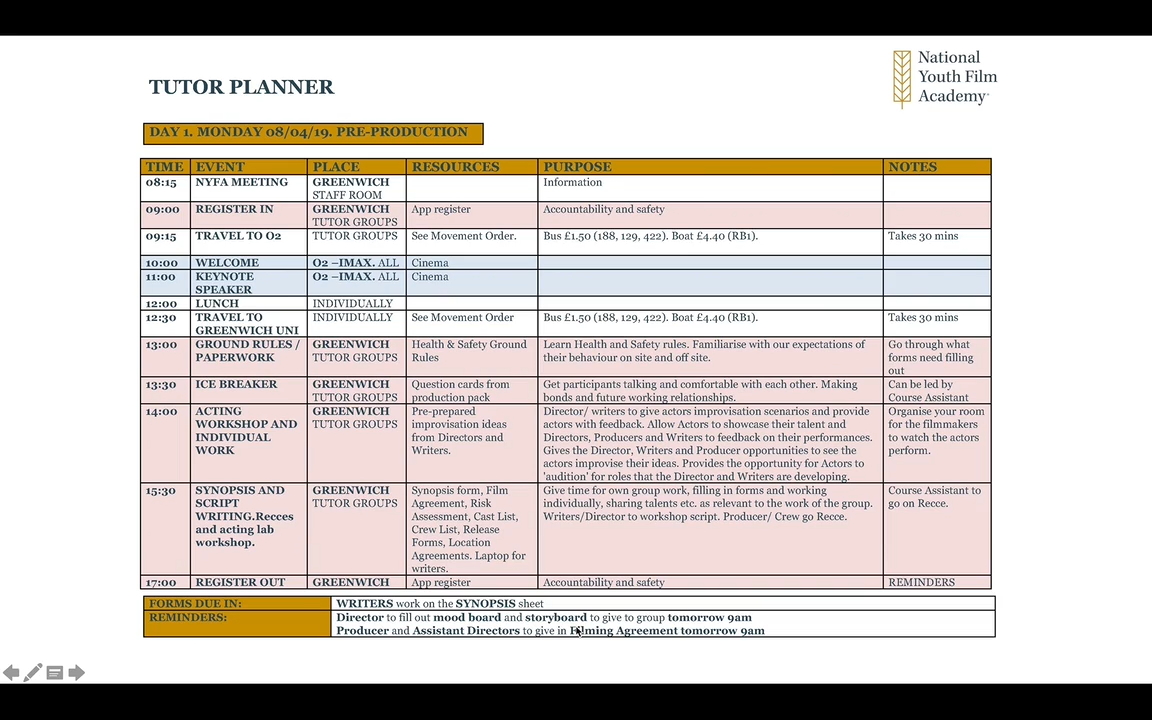 National
Youth Film
Academy
TUTOR PLANNER
DAY 1. MONDAY 08/04/19. PRE-PRODUCTION
TIME EVENT PLACE RESOURCES PURPOSE NOTES
08:15 NYFA MEETING GREENWICH Information
STAFF ROOM
09:00 REGISTER IN GREENWICH App register Accountability and safety
TUTOR GROUPS
09:15 TRAVEL TO O2 TUTOR GROUPS See Movement Order. Bus £1.50 (188, 129, 422). Boat £4.40 (RB1). Takes 30 mins
10:00 WELCOME O2 –IMAX. ALL Cinema
11:00 KEYNOTE O2 –IMAX. ALL Cinema
SPEAKER
12:00 LUNCH INDIVIDUALLY
12:30 TRAVEL TO INDIVIDUALLY See Movement Order Bus £1.50 (188, 129, 422). Boat £4.40 (RB1). Takes 30 mins
GREENWICH UNI
13:00 GROUND RULES / GREENWICH Health & Safety Ground Learn Health and Safety rules. Familiarise with our expectations of Go through what
PAPERWORK TUTOR GROUPS Rules their behaviour on site and off site. forms need filling
out
13:30 ICE BREAKER GREENWICH Question cards from Get participants talking and comfortable with each other. Making Can be led by
TUTOR GROUPS production pack bonds and future working relationships. Course Assistant
14:00 ACTING GREENWICH Pre-prepared Director/ writers to give actors improvisation scenarios and provide Organise your room
WORKSHOP AND TUTOR GROUPS improvisation ideas actors with feedback. Allow Actors to showcase their talent and for the filmmakers
INDIVIDUAL from Directors and Directors, Producers and Writers to feedback on their performances. to watch the actors
WORK Writers. Gives the Director, Writers and Producer opportunities to see the perform.
actors improvise their ideas. Provides the opportunity for Actors to
'audition' for roles that the Director and Writers are developing.
15:30 SYNOPSIS AND GREENWICH Synopsis form, Film Give time for own group work, filling in forms and working Course Assistant to
SCRIPT TUTOR GROUPS Agreement, Risk individually, sharing talents etc. as relevant to the work of the group. go on Recce.
WRITING.Recces Assessment, Cast List, Writers/Director to workshop script. Producer/ Crew go Recce.
and acting lab Crew List, Release
workshop. Forms, Location
Agreements. Laptop for
writers.
17:00 REGISTER OUT GREENWICH App register Accountability and safety REMINDERS
FORMS DUE IN: WRITERS work on the SYNOPSIS sheet
REMINDERS: Director to fill out mood board and storyboard to give to group tomorrow 9am
Producer and Assistant Directors to give in Filming Agreement tomorrow 9am